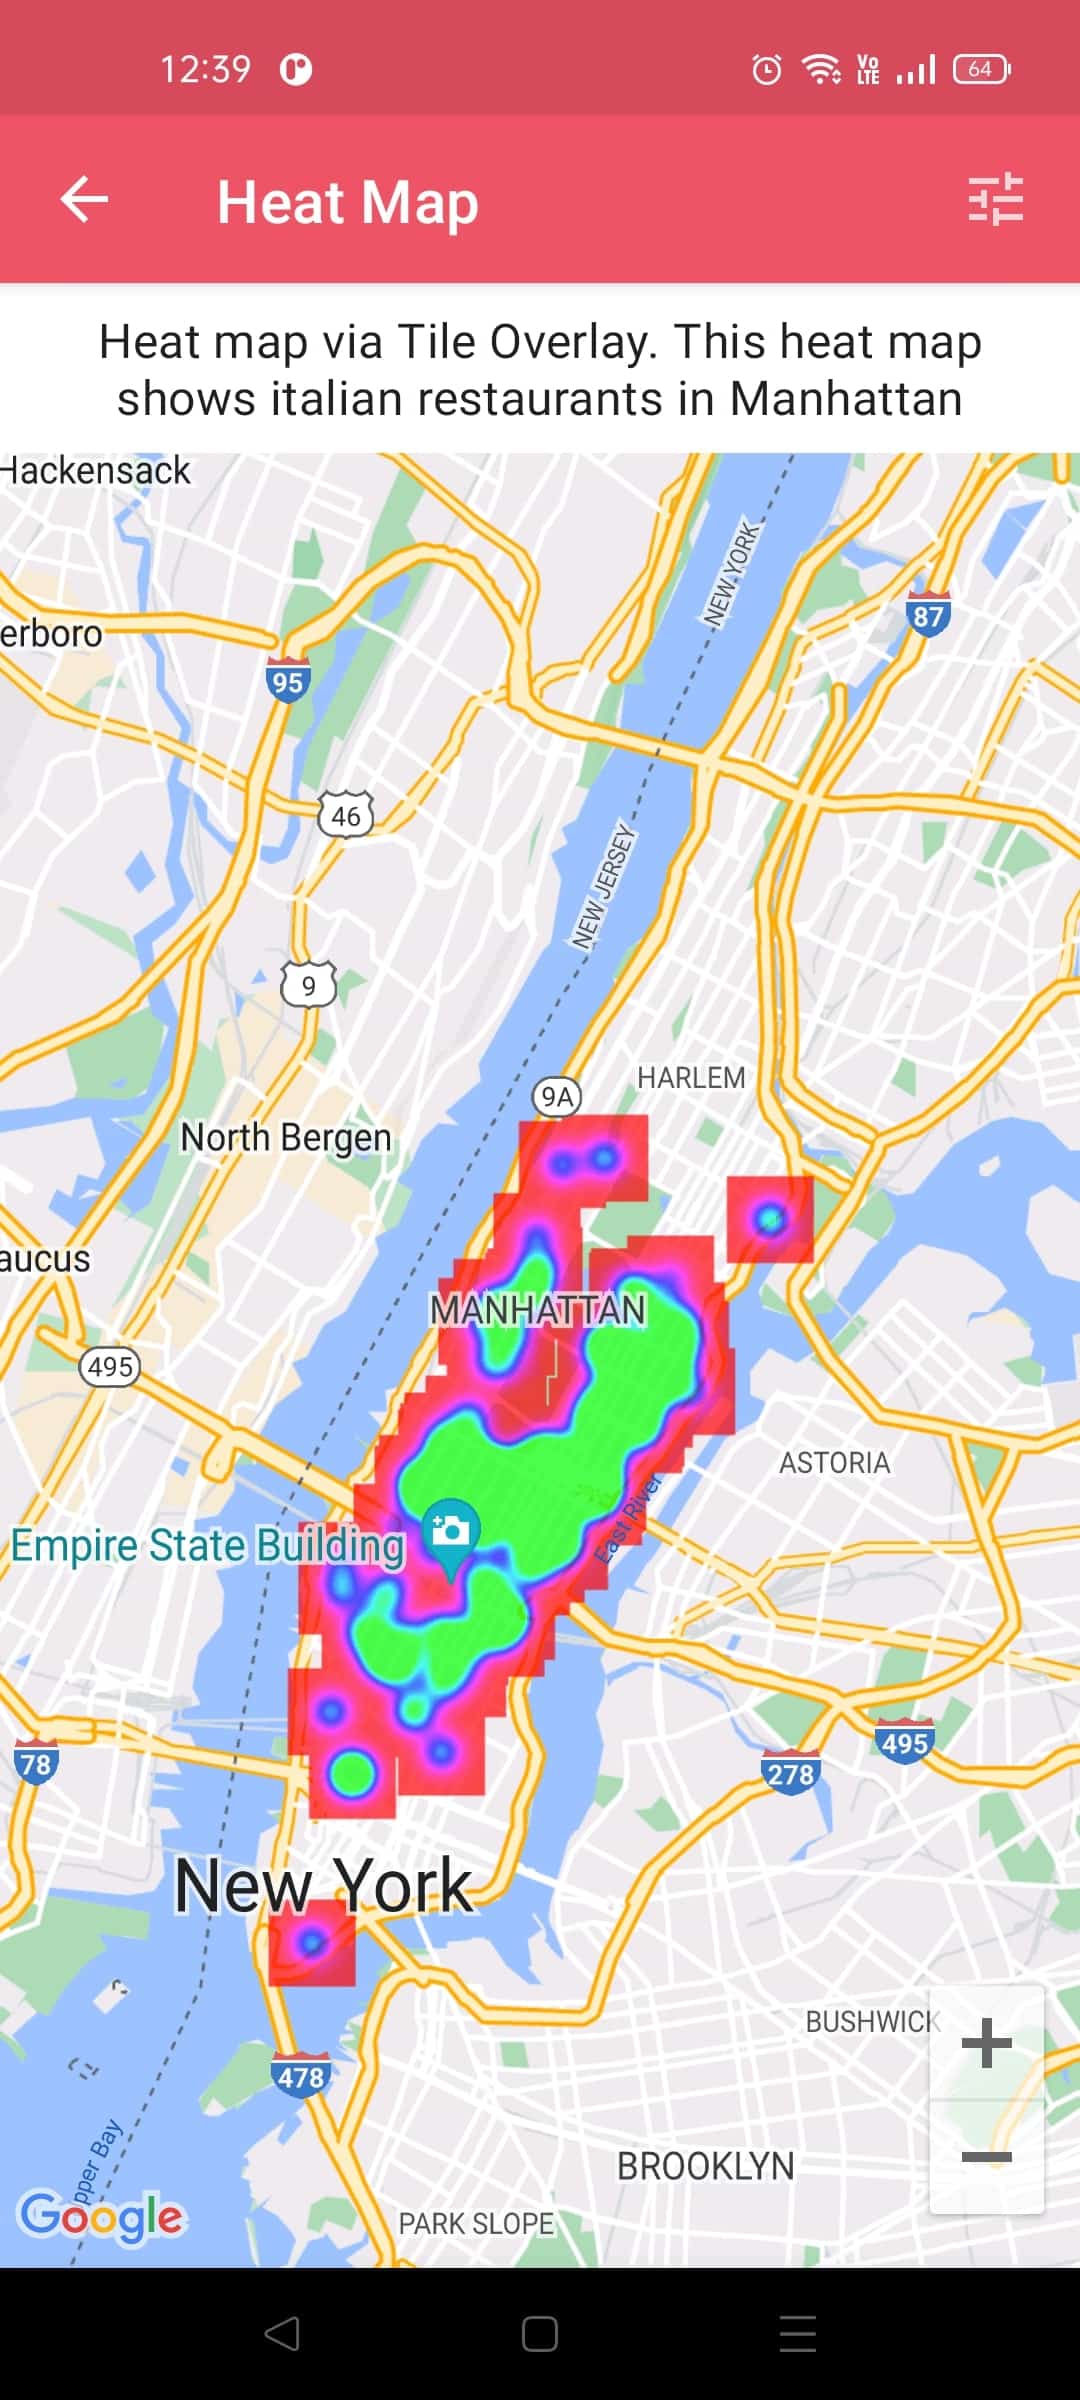 12:39
Vo
LTE
64
Heat Map
Heat map via Tile Overlay. This heat map
shows italian restaurants in Manhattan
Hackensack
NEW YORK
87
erboro
95
46
NEW JERSEY
9
HARLEM
9A
North Bergen
aucus
MANHATTAN
495
ASTORIA
East River
Empire State Building
495
78
278
New York
BUSHWICK
478
pper Bay
BROOKLYN
Google
PARK SLOPE